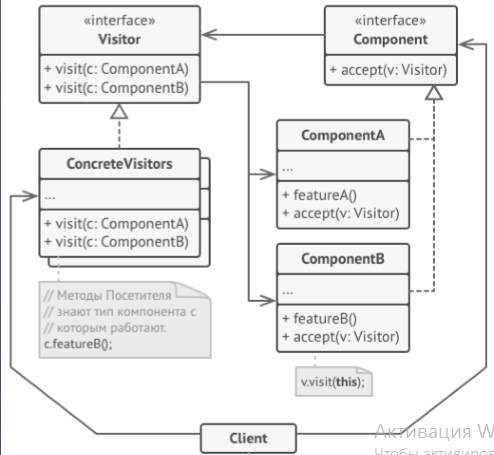 «interface»
Visitor
+ visit(c: ComponentA)
+ visit(c: ComponentB)
«interface»
Component
+ accept(v: Visitor)
ConcreteVisitors
...
+ visit(c: ComponentA)
+ visit(c: ComponentB)
// Методы Посетителя
// знают тип компонента с
// которым работают.
c.featureB();
ComponentA
...
+ featureA()
+ accept(v: Visitor)
ComponentB
...
+ featureB()
+ accept(v: Visitor)
v.visit(this);
Client
Активация W
Чтобы